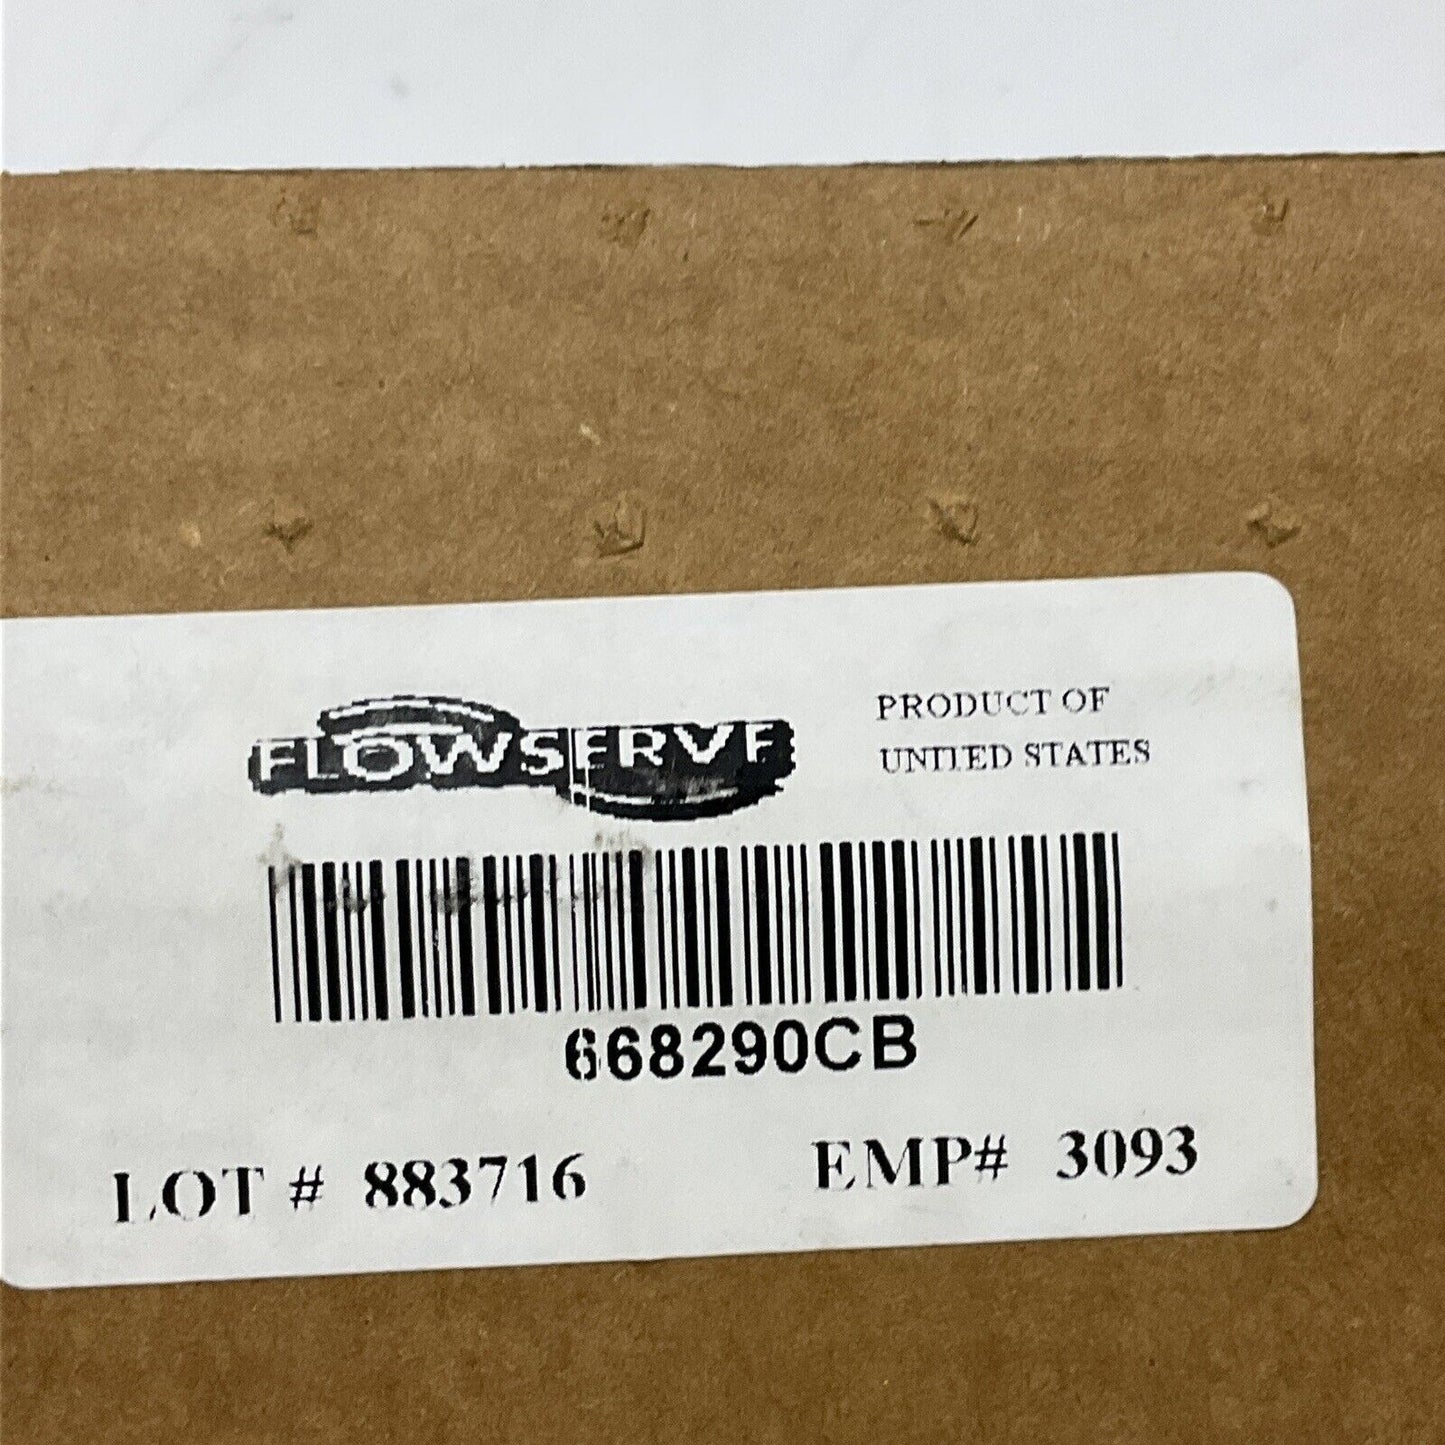 FLOWSERVE
PRODUCT OF
UNITED STATES
668290CB
LOT # 883716
EMP# 3093